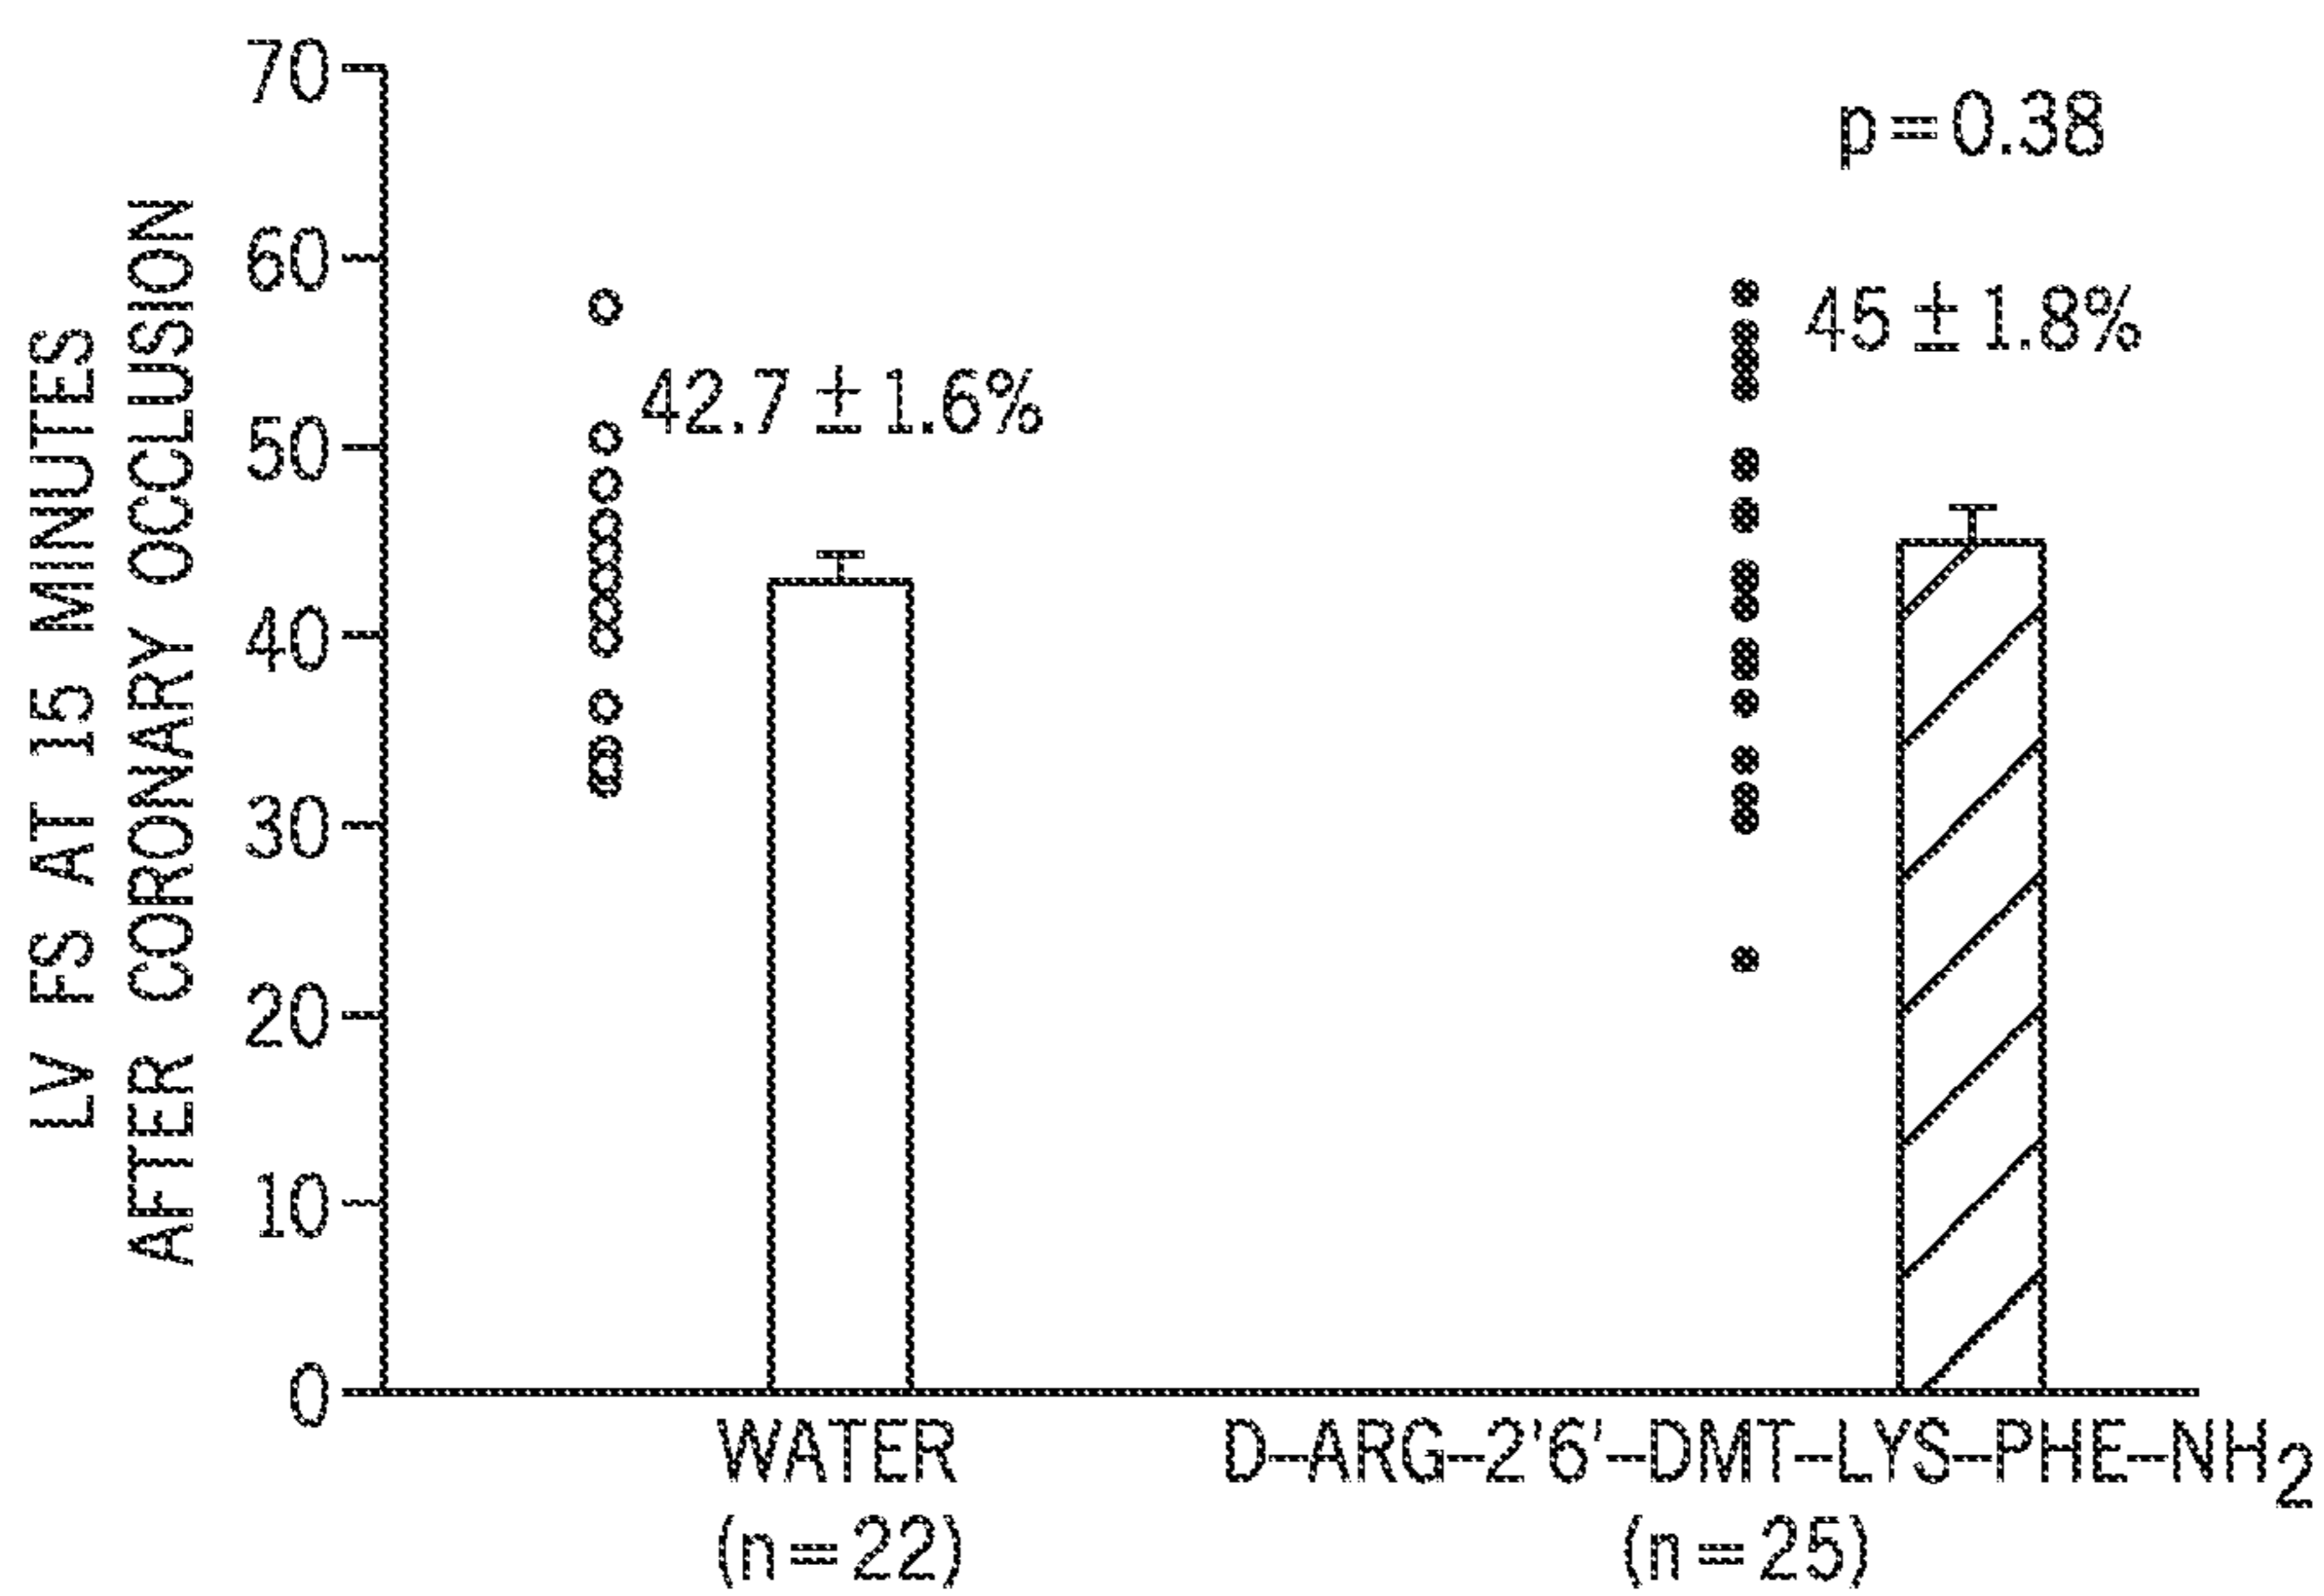 LV FS AT 15 MINUTES
AFTER CORONARY OCCLUSION
70
60
50
40
30
20
10
0
42.7±1.6%
p=0.38
45±1.8%
WATER
(n=22)
D-ARG-2'6'-DMT-LYS-PHE-NH2
(n=25)